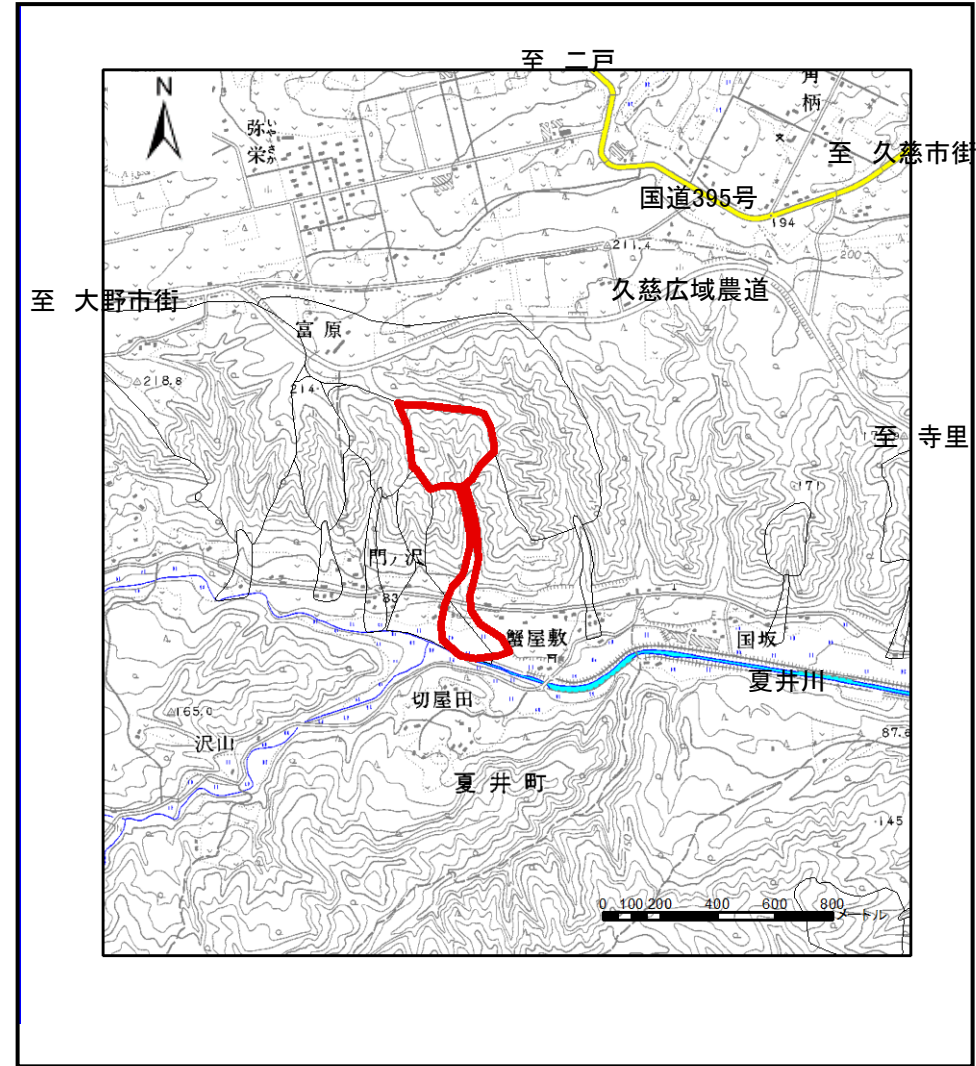 至 二戸
N
角柄
弥栄
いやさか
至 久慈市街
国道395号
194
211.4
200
久慈広域農道
至 大野市街
富原
218.8
214
至 寺里
171
門ノ沢
83
蟹屋敷
国坂
夏井川
切屋田
165.0
沢山
87.6
夏井町
145
150
0 100 200 400 600 800
メートル